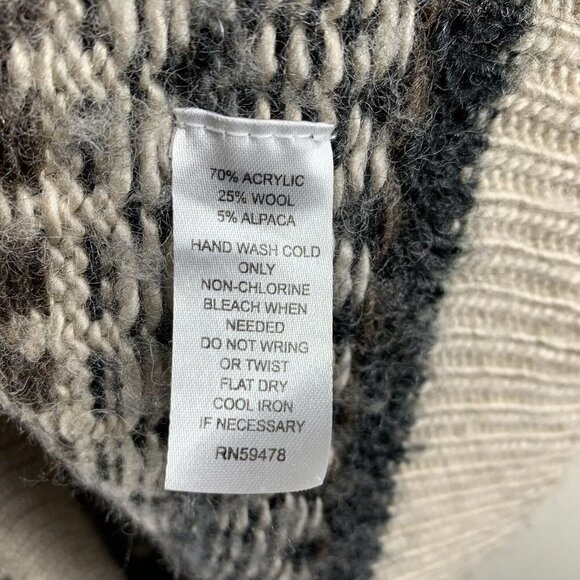 70% ACRYLIC
25% WOOL
5% ALPACA
HAND WASH COLD
ONLY
NON-CHLORINE
BLEACH WHEN
NEEDED
DO NOT WRING
OR TWIST
FLAT DRY
COOL IRON
IF NECESSARY
RN59478